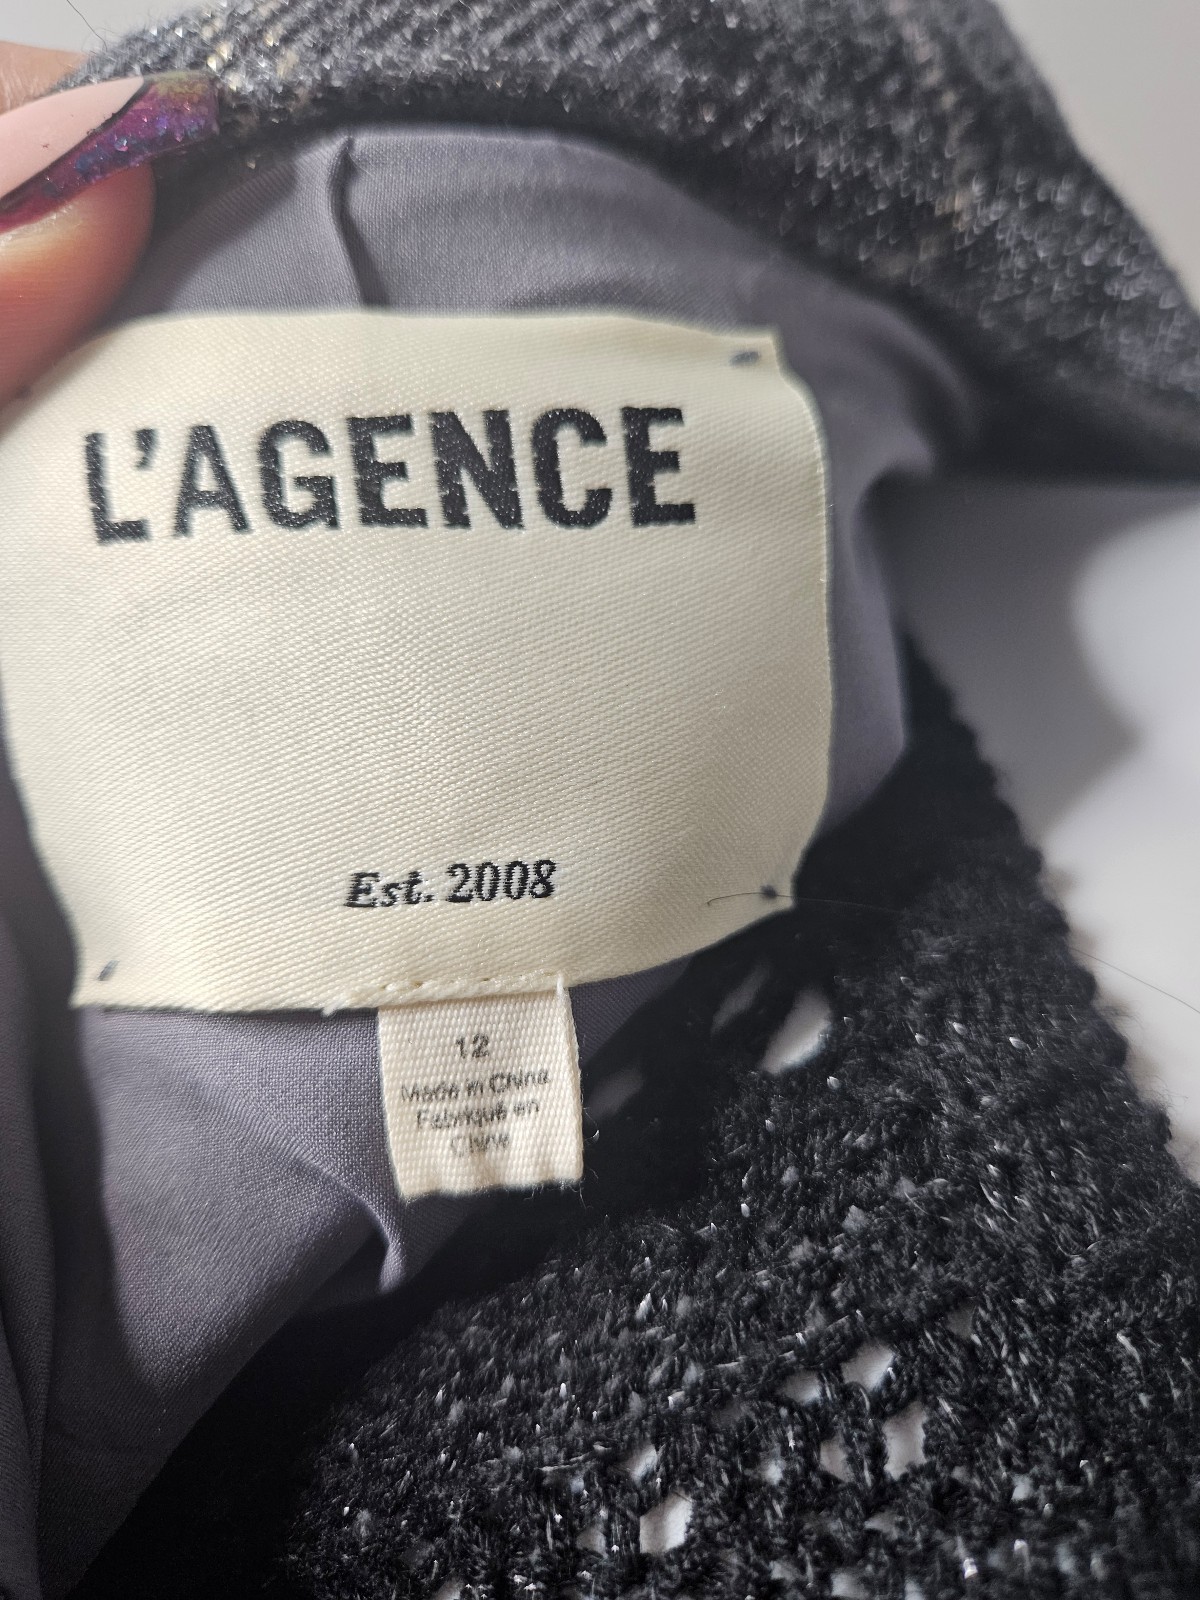 L'AGENCE
Est. 2008
12
Made in China
Fabriqué en
Chine